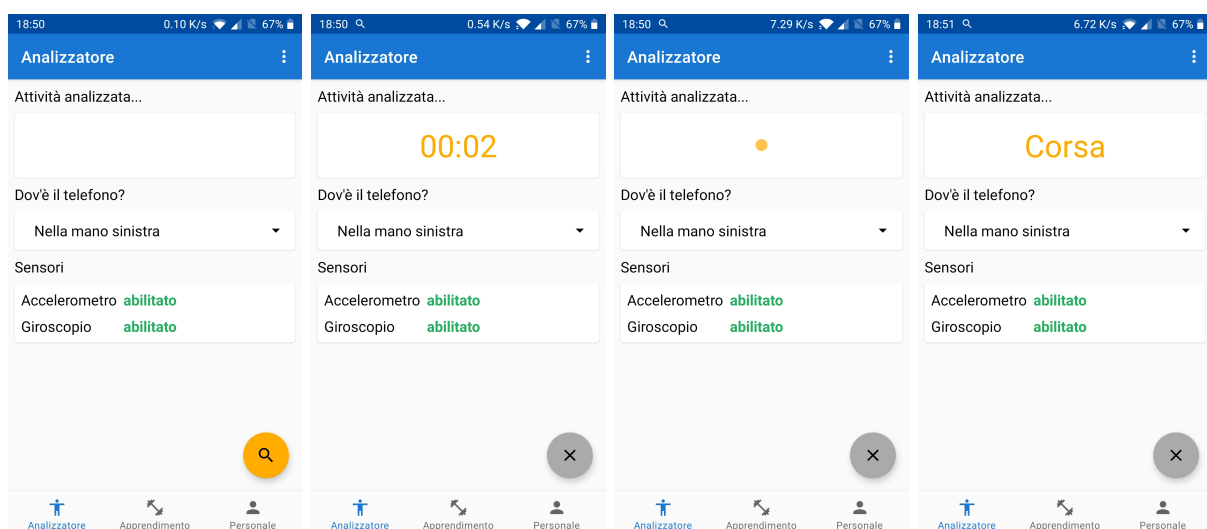 18:50 0.10 K/s 67%
Analizzatore
Attività analizzata...
Dov'è il telefono?
Nella mano sinistra
Sensori
Accelerometro abilitato
Giroscopio abilitato
Analizzatore Apprendimento Personale
18:50 0.54 K/s 67%
Analizzatore
Attività analizzata...
00:02
Dov'è il telefono?
Nella mano sinistra
Sensori
Accelerometro abilitato
Giroscopio abilitato
Analizzatore Apprendimento Personale
18:50 7.29 K/s 67%
Analizzatore
Attività analizzata...
Dov'è il telefono?
Nella mano sinistra
Sensori
Accelerometro abilitato
Giroscopio abilitato
Analizzatore Apprendimento Personale
18:51 6.72 K/s 67%
Analizzatore
Attività analizzata...
Corsa
Dov'è il telefono?
Nella mano sinistra
Sensori
Accelerometro abilitato
Giroscopio abilitato
Analizzatore Apprendimento Personale